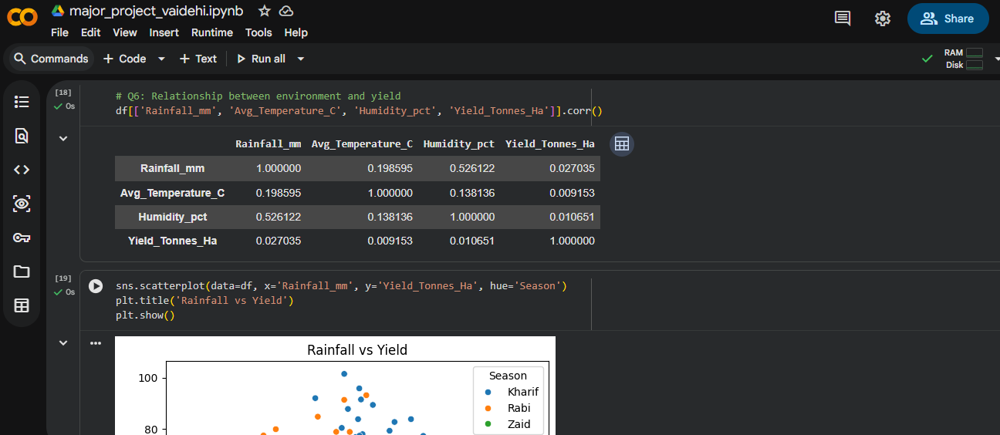 major_project_vaidehi.ipynb
File Edit View Insert Runtime Tools Help
Share
Commands + Code + Text Run all
RAM
Disk
[18]
0s
# Q6: Relationship between environment and yield
df[['Rainfall_mm', 'Avg_Temperature_C', 'Humidity_pct', 'Yield_Tonnes_Ha']].corr()
Rainfall_mm Avg_Temperature_C Humidity_pct Yield_Tonnes_Ha
Rainfall_mm 1.000000 0.198595 0.526122 0.027035
Avg_Temperature_C 0.198595 1.000000 0.138136 0.009153
Humidity_pct 0.526122 0.138136 1.000000 0.010651
Yield_Tonnes_Ha 0.027035 0.009153 0.010651 1.000000
[19]
0s
sns.scatterplot(data=df, x='Rainfall_mm', y='Yield_Tonnes_Ha', hue='Season')
plt.title('Rainfall vs Yield')
plt.show()
Rainfall vs Yield
100
80
Season
Kharif
Rabi
Zaid